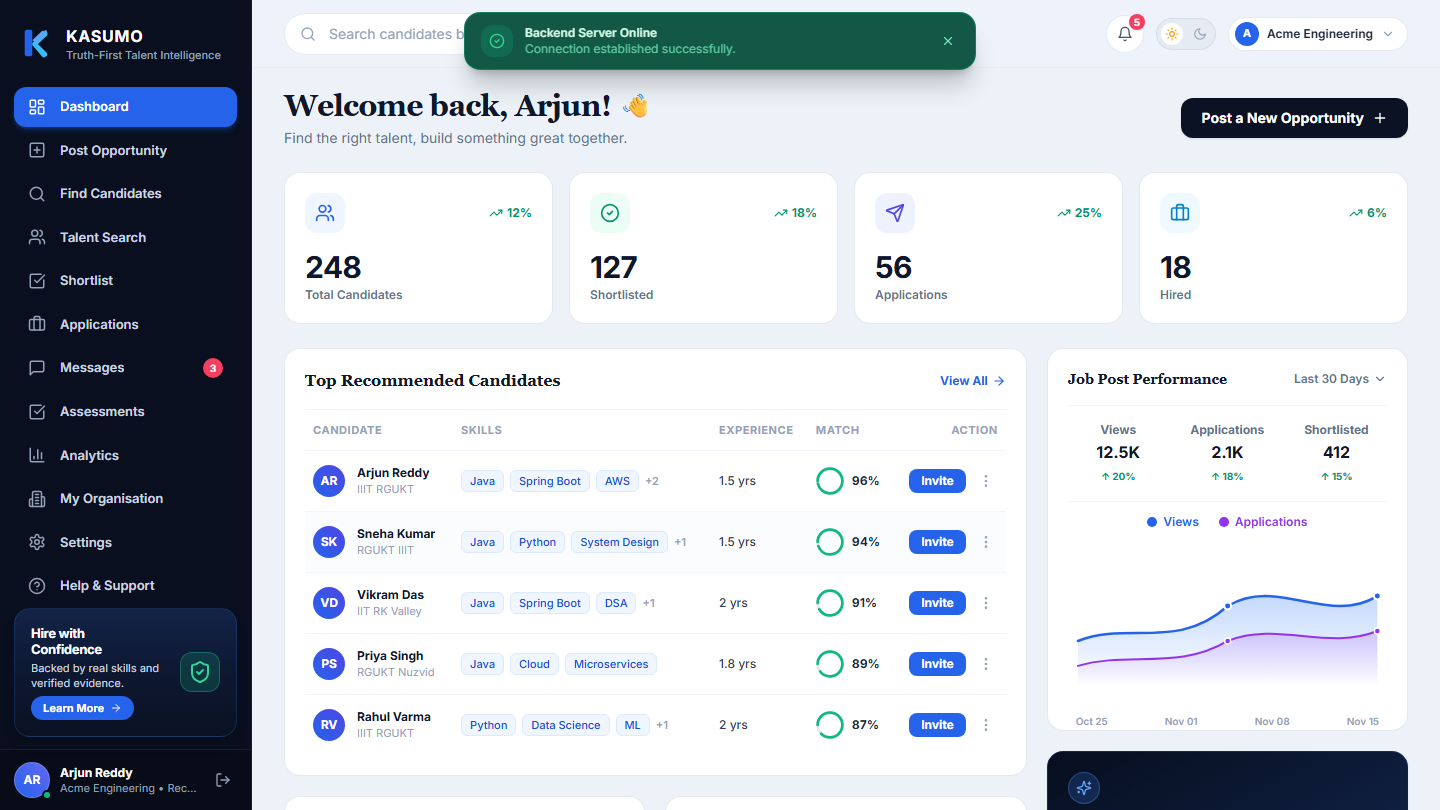 KASUMO
Truth-First Talent Intelligence
Dashboard
Post Opportunity
Find Candidates
Talent Search
Shortlist
Applications
Messages
3
Assessments
Analytics
My Organisation
Settings
Help & Support
Hire with
Confidence
Backed by real skills and
verified evidence.
Learn More
AR
Arjun Reddy
Acme Engineering • Rec...
Search candidates b
Backend Server Online
Connection established successfully.
5
A
Acme Engineering
Welcome back, Arjun! 👋
Find the right talent, build something great together.
Post a New Opportunity
12%
248
Total Candidates
18%
127
Shortlisted
25%
56
Applications
6%
18
Hired
Top Recommended Candidates
View All
CANDIDATE SKILLS EXPERIENCE MATCH ACTION
AR Arjun Reddy Java Spring Boot AWS +2 1.5 yrs 96% Invite
IIIT RGUKT
SK Sneha Kumar Java Python System Design +1 1.5 yrs 94% Invite
RGUKT IIIT
VD Vikram Das Java Spring Boot DSA +1 2 yrs 91% Invite
IIT RK Valley
PS Priya Singh Java Cloud Microservices 1.8 yrs 89% Invite
RGUKT Nuzvid
RV Rahul Varma Python Data Science ML +1 2 yrs 87% Invite
IIIT RGUKT
Job Post Performance
Last 30 Days
Views Applications Shortlisted
12.5K 2.1K 412
↑ 20% ↑ 18% ↑ 15%
Views Applications
Oct 25 Nov 01 Nov 08 Nov 15